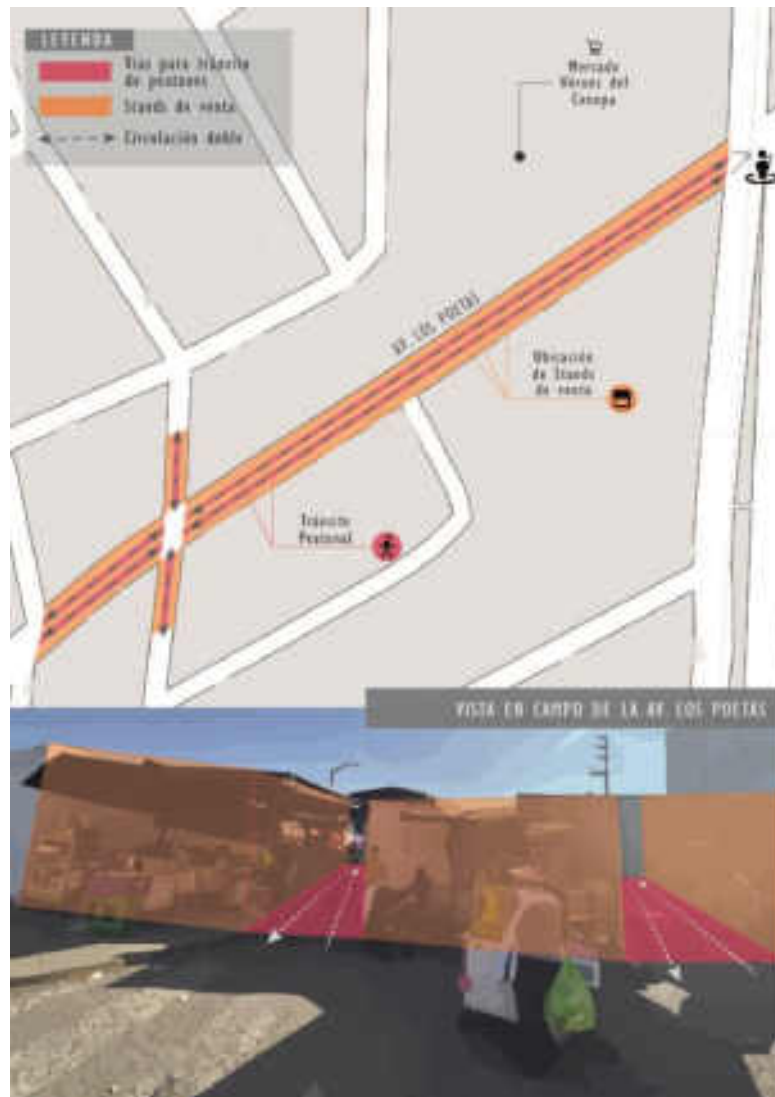 LEYENDA
Vías para tránsito
de peatones
Stands de venta
Circulación doble
Mercado
Héroes del
Cenepa
AV. LOS POETAS
Ubicación
de Stands
de venta
Tránsito
Peatonal
VISTA EN CAMPO DE LA AV LOS POETAS